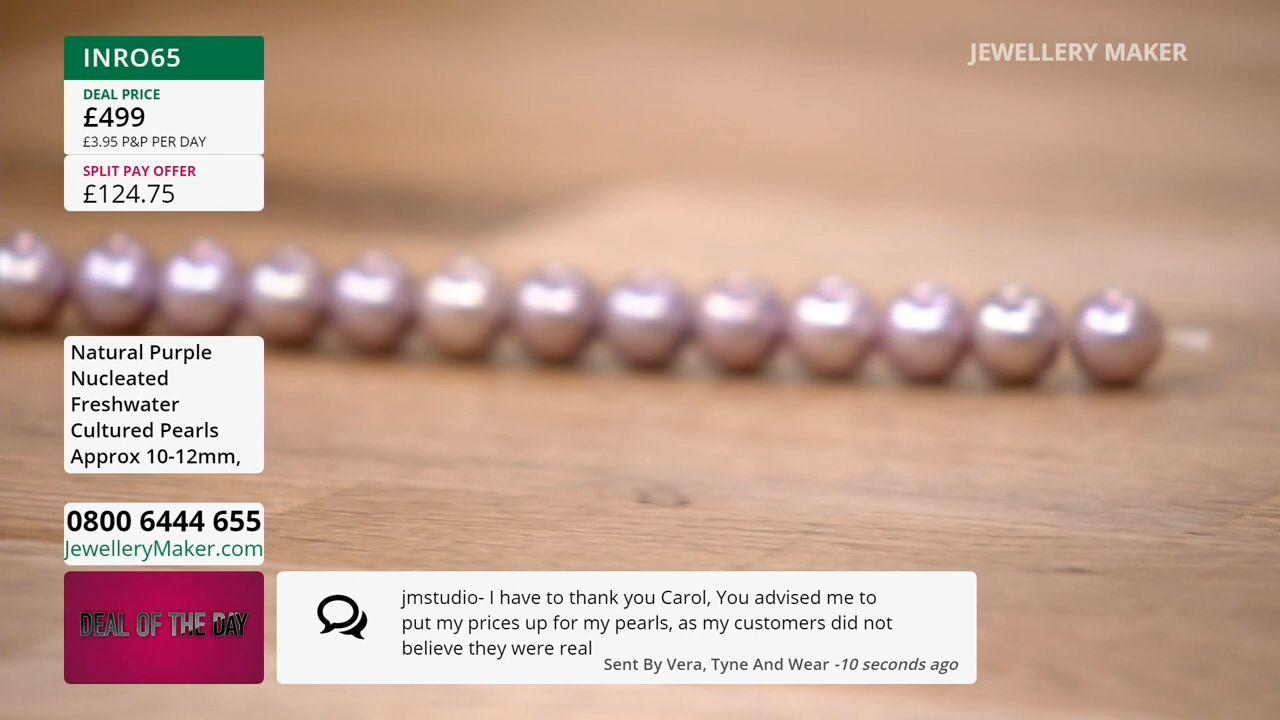 INRO65
DEAL PRICE
£499
£3.95 P&P PER DAY
SPLIT PAY OFFER
£124.75
JEWELLERY MAKER
Natural Purple
Nucleated
Freshwater
Cultured Pearls
Approx 10-12mm,
0800 6444 655
JewelleryMaker.com
DEAL OF THE DAY
jmstudio- I have to thank you Carol, You advised me to
put my prices up for my pearls, as my customers did not
believe they were real
Sent By Vera, Tyne And Wear -10 seconds ago